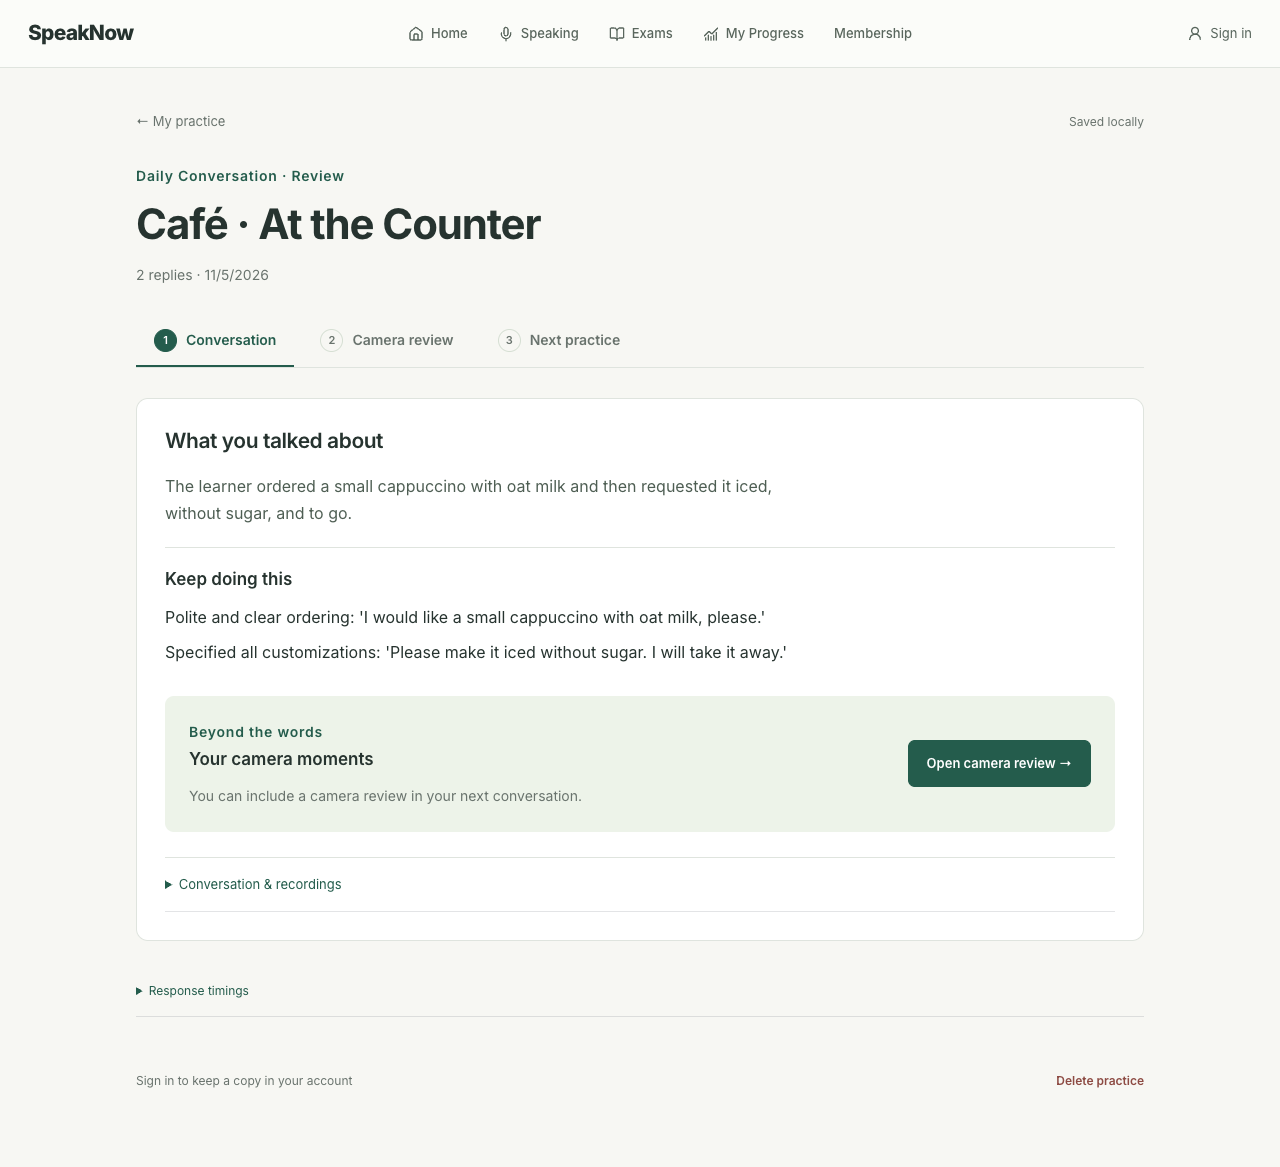 SpeakNow
Home
Speaking
Exams
My Progress
Membership
Sign in
← My practice
Saved locally
Daily Conversation · Review
Café · At the Counter
2 replies · 11/5/2026
1 Conversation
2 Camera review
3 Next practice
What you talked about
The learner ordered a small cappuccino with oat milk and then requested it iced,
without sugar, and to go.
Keep doing this
Polite and clear ordering: 'I would like a small cappuccino with oat milk, please.'
Specified all customizations: 'Please make it iced without sugar. I will take it away.'
Beyond the words
Your camera moments
You can include a camera review in your next conversation.
Open camera review →
Conversation & recordings
Response timings
Sign in to keep a copy in your account
Delete practice